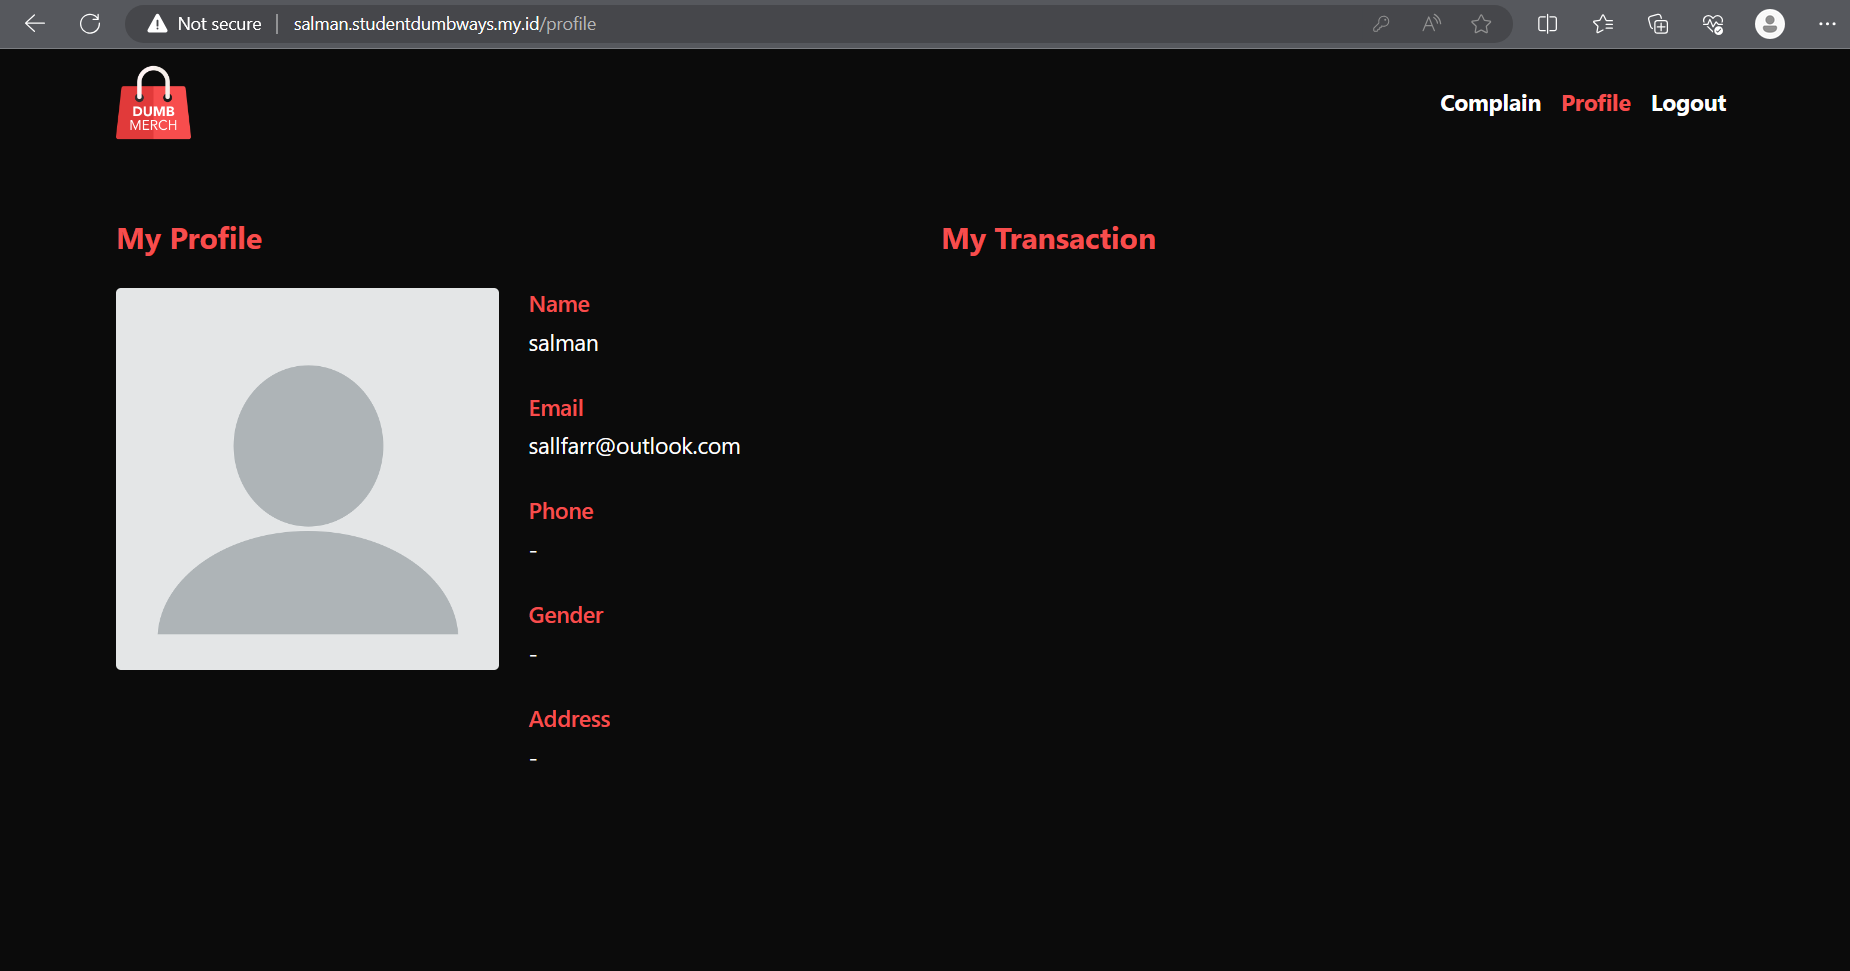 Not secure
salman.studentdumbways.my.id/profile
DUMB
MERCH
Complain Profile Logout
My Profile
My Transaction
Name
salman
Email
sallfarr@outlook.com
Phone
-
Gender
-
Address
-